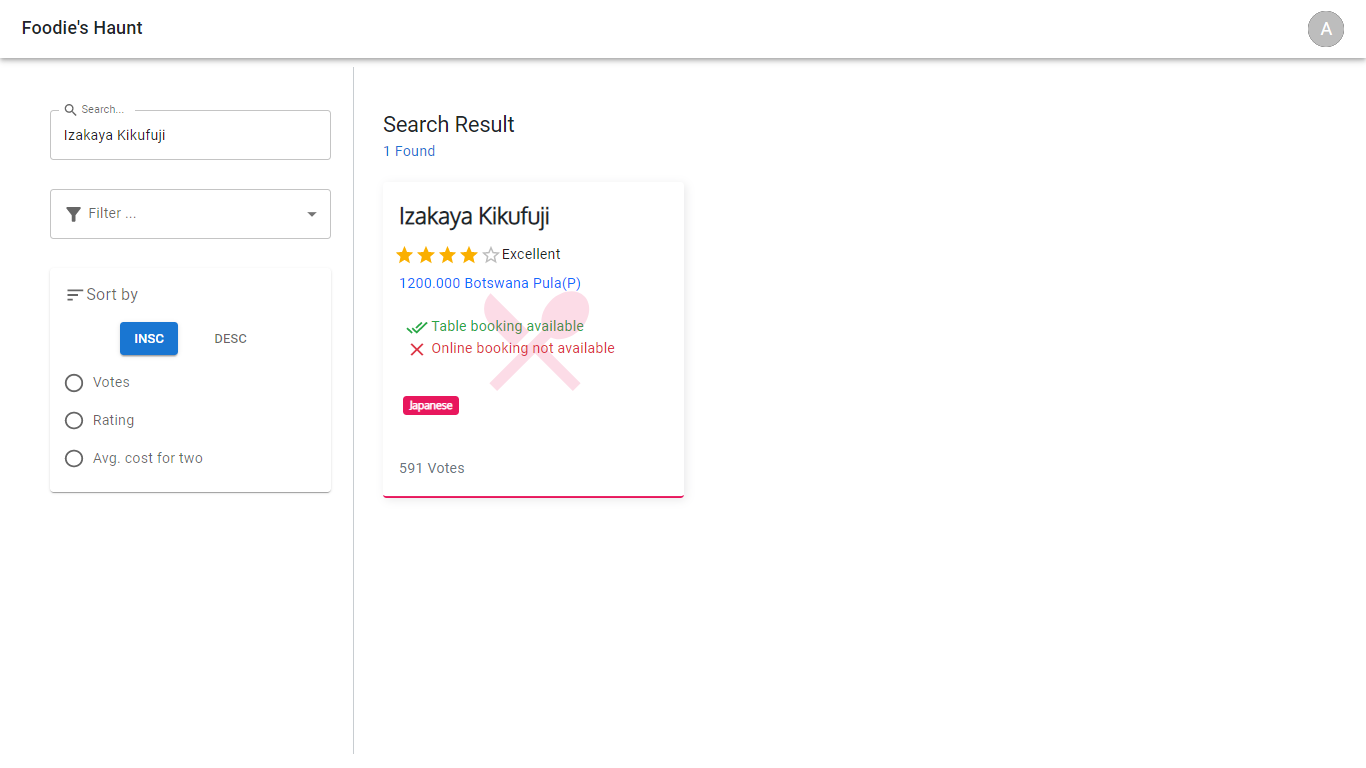 Foodie's Haunt
A
Search...
Izakaya Kikufuji
Filter ...
Sort by
INSC
DESC
Votes
Rating
Avg. cost for two
Search Result
1 Found
Izakaya Kikufuji
Excellent
1200.000 Botswana Pula(P)
Table booking available
Online booking not available
Japanese
591 Votes